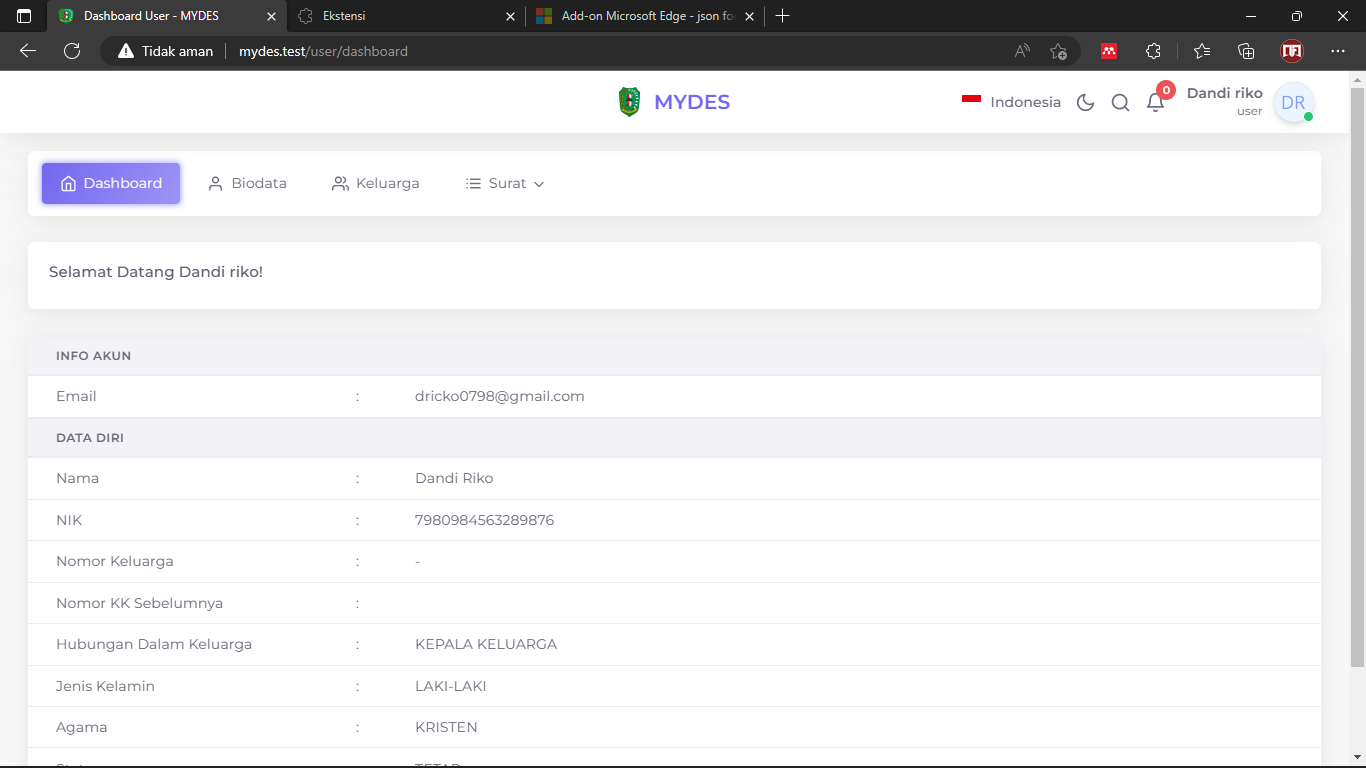 Dashboard User - MYDES
Ekstensi
Add-on Microsoft Edge - json for
Tidak aman
mydes.test/user/dashboard
MYDES
Indonesia
0
Dandi riko
user
DR
Dashboard
Biodata
Keluarga
Surat
Selamat Datang Dandi riko!
INFO AKUN
Email : dricko0798@gmail.com
DATA DIRI
Nama : Dandi Riko
NIK : 7980984563289876
Nomor Keluarga : -
Nomor KK Sebelumnya :
Hubungan Dalam Keluarga : KEPALA KELUARGA
Jenis Kelamin : LAKI-LAKI
Agama : KRISTEN